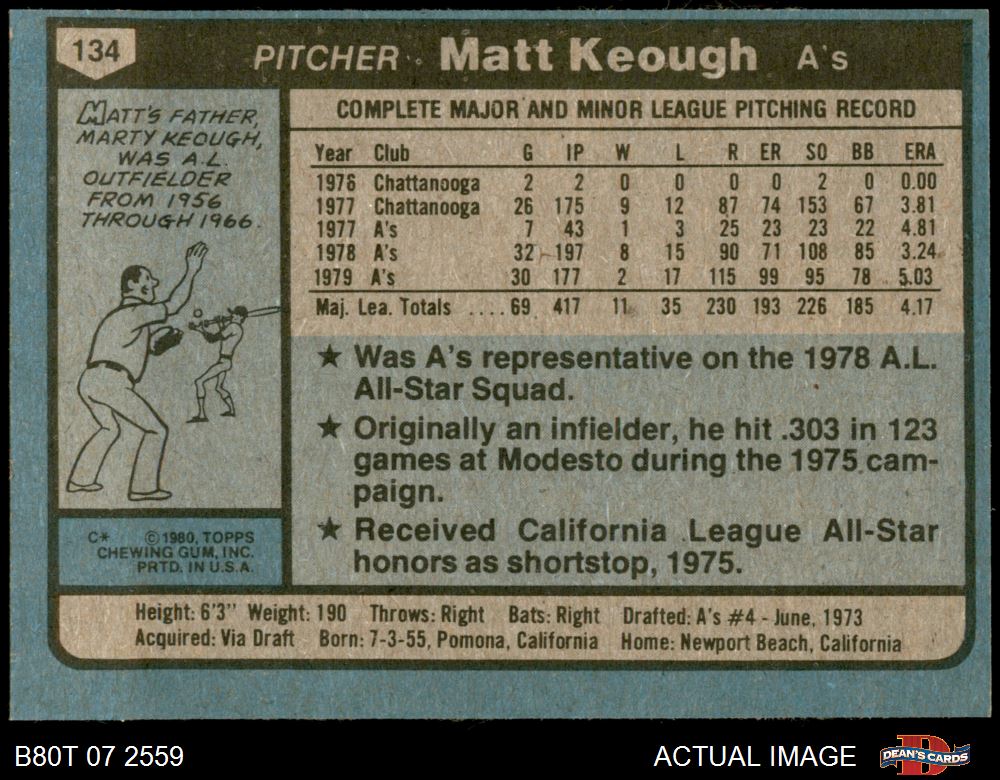 134
PITCHER · Matt Keough A's
MATT'S FATHER,
MARTY KEOUGH,
WAS A.L.
OUTFIELDER
FROM 1956
THROUGH 1966.
COMPLETE MAJOR AND MINOR LEAGUE PITCHING RECORD
Year Club G IP W L R ER SO BB ERA
1976 Chattanooga 2 2 0 0 0 0 2 0 0.00
1977 Chattanooga 26 175 9 12 87 74 153 67 3.81
1977 A's 7 43 1 3 25 23 23 22 4.81
1978 A's 32 197 8 15 90 71 108 85 3.24
1979 A's 30 177 2 17 115 99 95 78 5.03
Maj. Lea. Totals ....69 417 11 35 230 193 226 185 4.17
★ Was A's representative on the 1978 A.L.
All-Star Squad.
★ Originally an infielder, he hit .303 in 123
games at Modesto during the 1975 cam-
paign.
★ Received California League All-Star
honors as shortstop, 1975.
C* © 1980, TOPPS
CHEWING GUM, INC.
PRTD. IN U.S.A.
Height: 6'3" Weight: 190 Throws: Right Bats: Right Drafted: A's #4 - June, 1973
Acquired: Via Draft Born: 7-3-55, Pomona, California Home: Newport Beach, California
B80T 07 2559 ACTUAL IMAGE DEAN'S CARDS